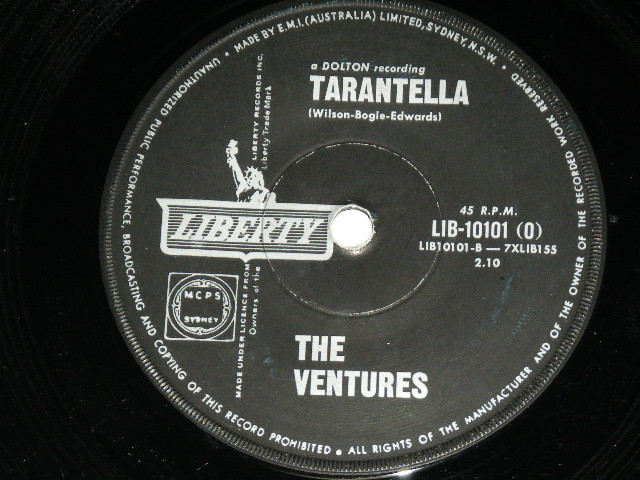 • MADE BY E.M.I. (AUSTRALIA) LIMITED, SYDNEY, N.S.W. •
UNAUTHORIZED PUBLIC PERFORMANCE, BROADCASTING AND COPYING OF THIS RECORD PROHIBITED • ALL RIGHTS OF THE MANUFACTURER AND OF THE OWNER OF THE RECORDED WORK RESERVED
a DOLTON recording
TARANTELLA
(Wilson-Bogle-Edwards)
LIBERTY RECORDS INC.
Liberty Trade Mark
LIBERTY
45 R.P.M.
LIB-10101 (O)
LIB10101-B — 7XLIB155
2.10
MADE UNDER LICENCE FROM
Owners of the
MCPS
SYDNEY
THE
VENTURES